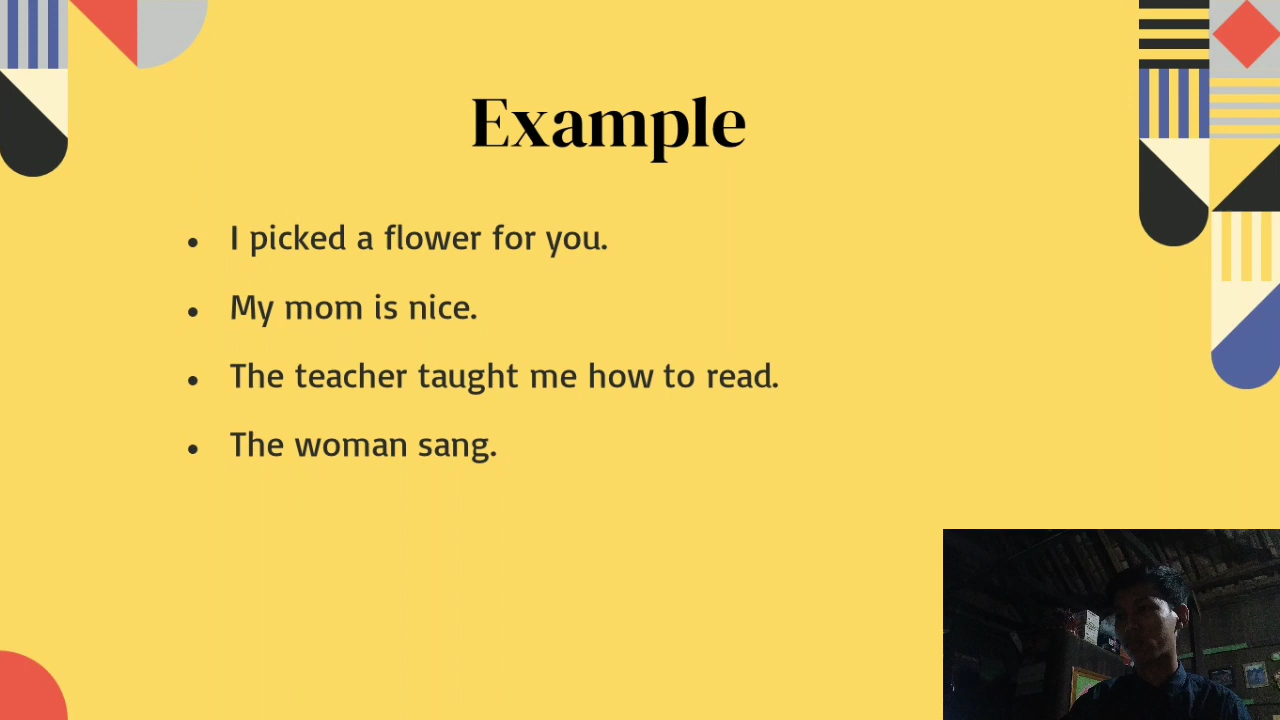 Example
• I picked a flower for you.
• My mom is nice.
• The teacher taught me how to read.
• The woman sang.